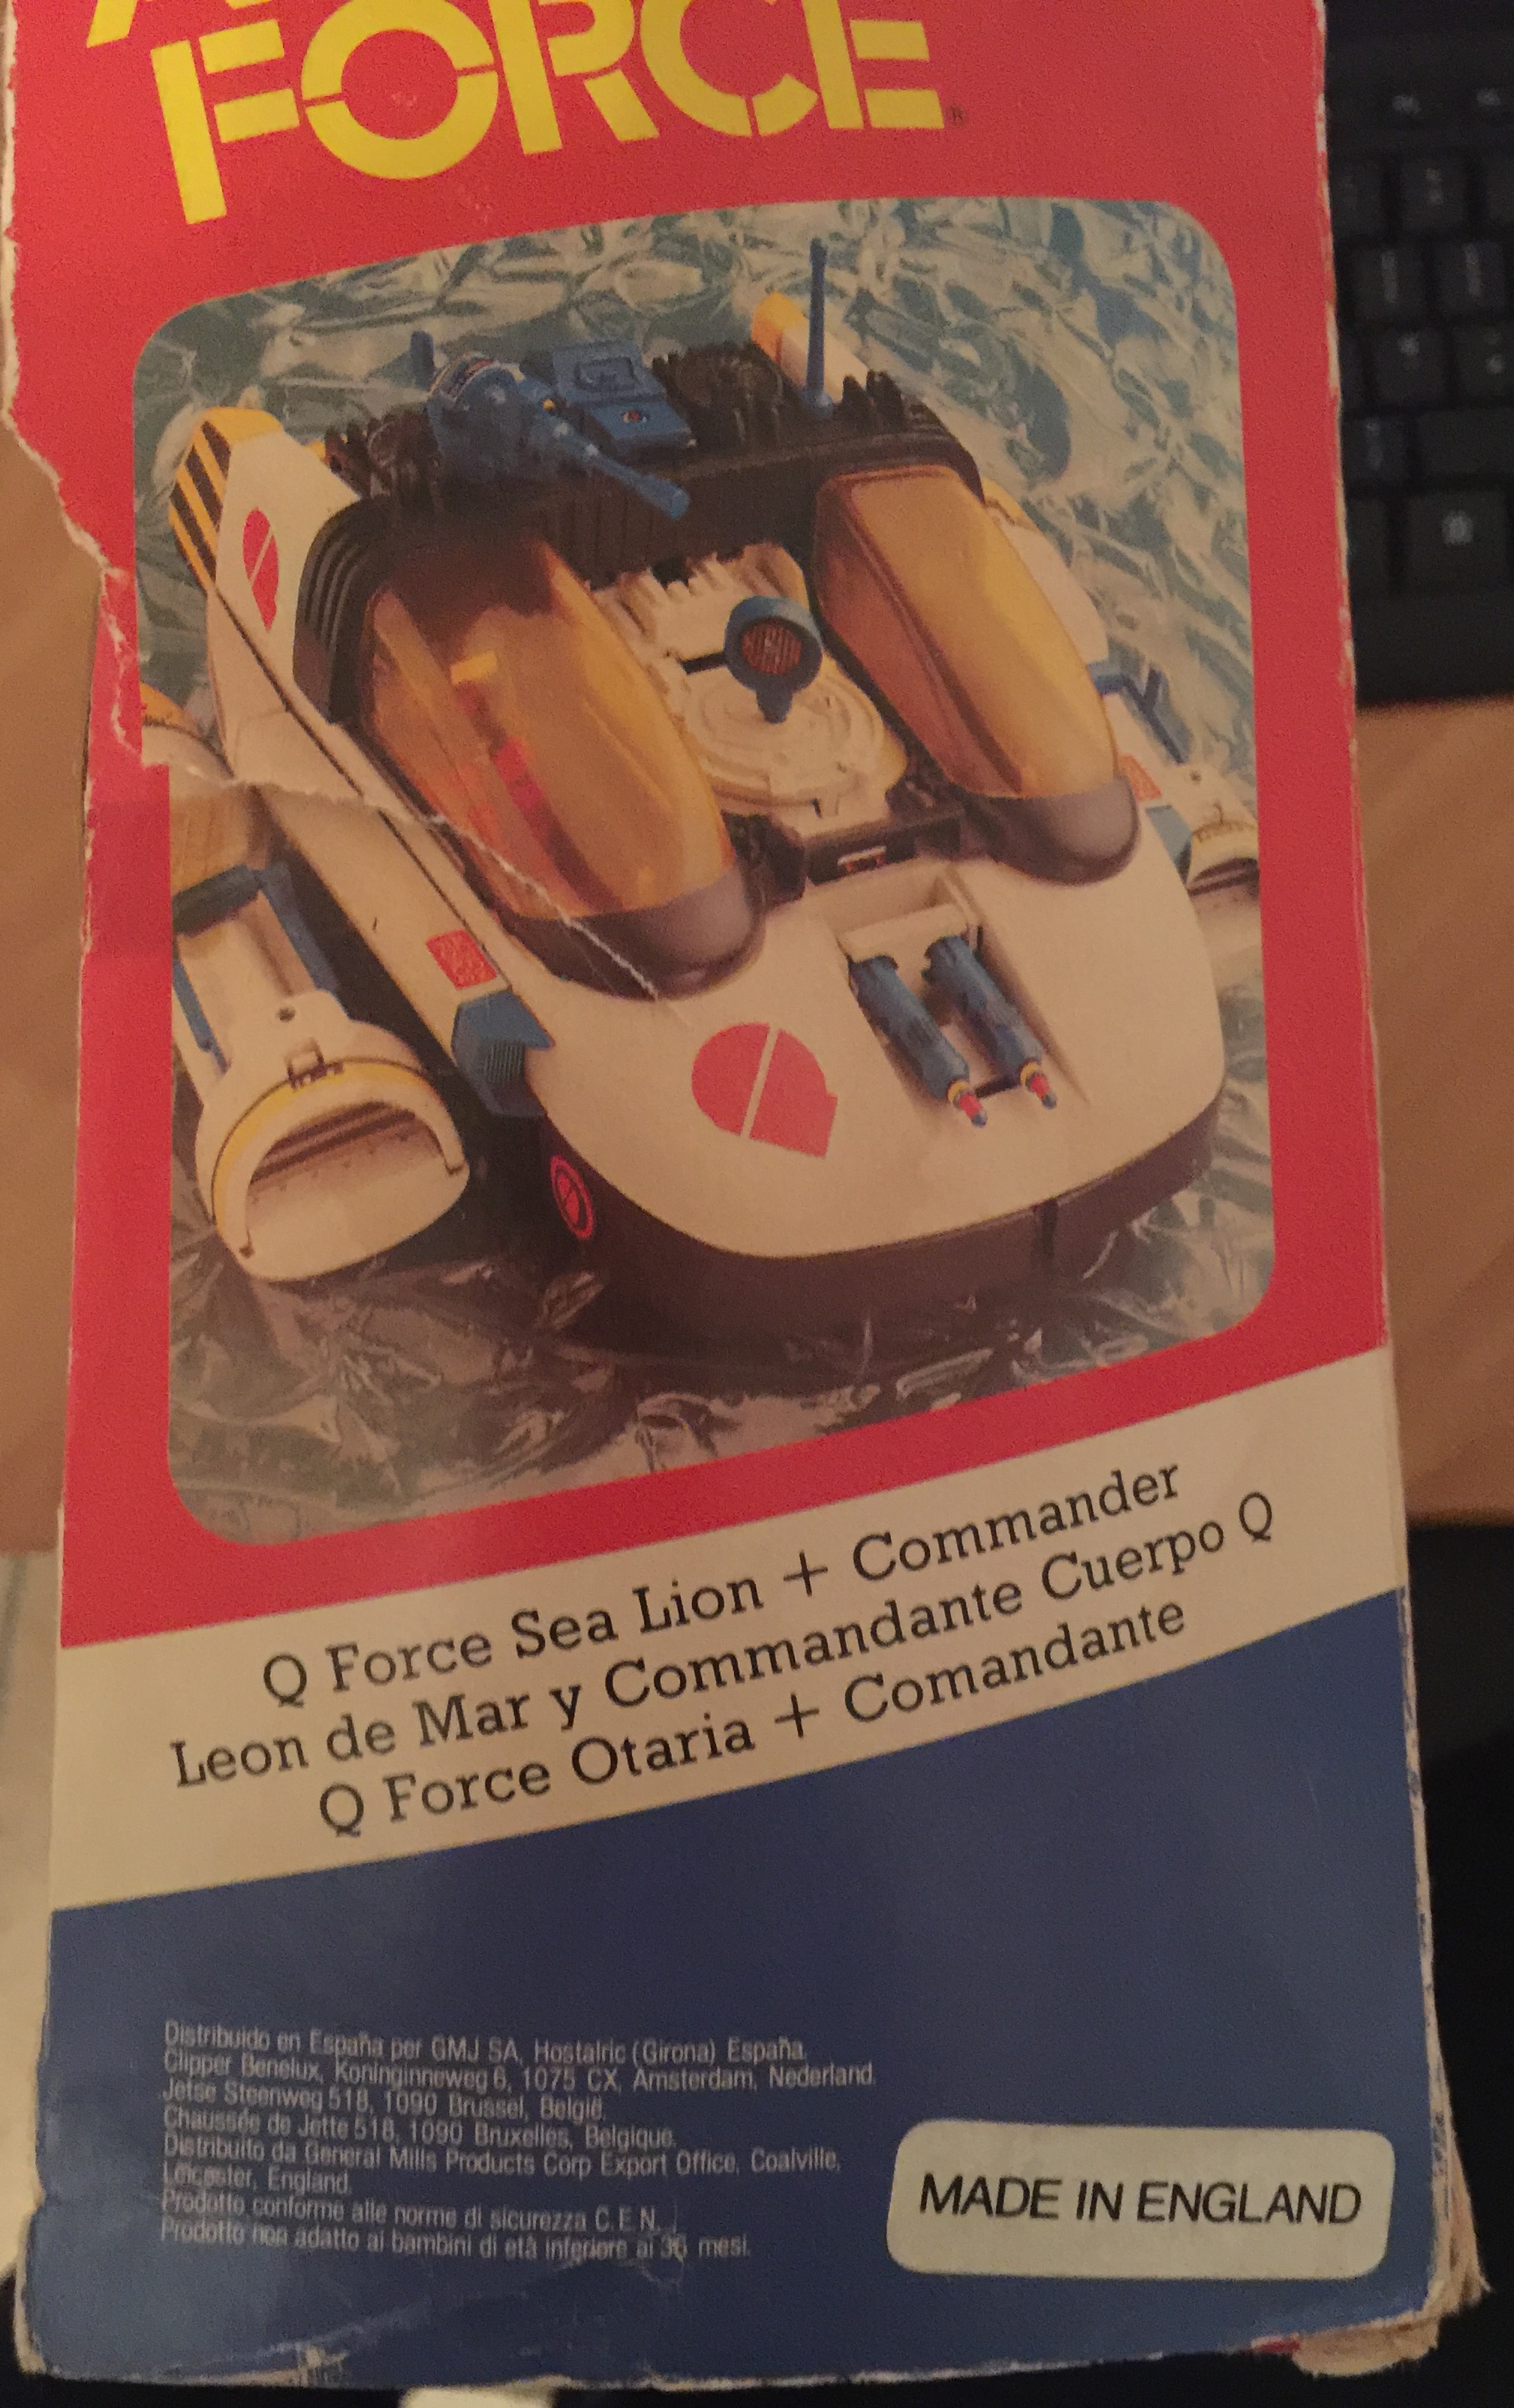 FORCE
Q Force Sea Lion + Commander
Leon de Mar y Commandante Cuerpo Q
Q Force Otaria + Comandante
Distribuido en España per GMJ SA, Hostalric (Girona) España.
Clipper Benelux, Koninginneweg 6, 1075 CX, Amsterdam, Nederland.
Jetse Steenweg 518, 1090 Brussel, België.
Chaussée de Jette 518, 1090 Bruxelles, Belgique.
Distribuito da General Mills Products Corp Export Office, Coalville,
Leicester, England.
Prodotto conforme alle norme di sicurezza C.E.N.
Prodotto non adatto ai bambini di età inferiore ai 36 mesi.
MADE IN ENGLAND